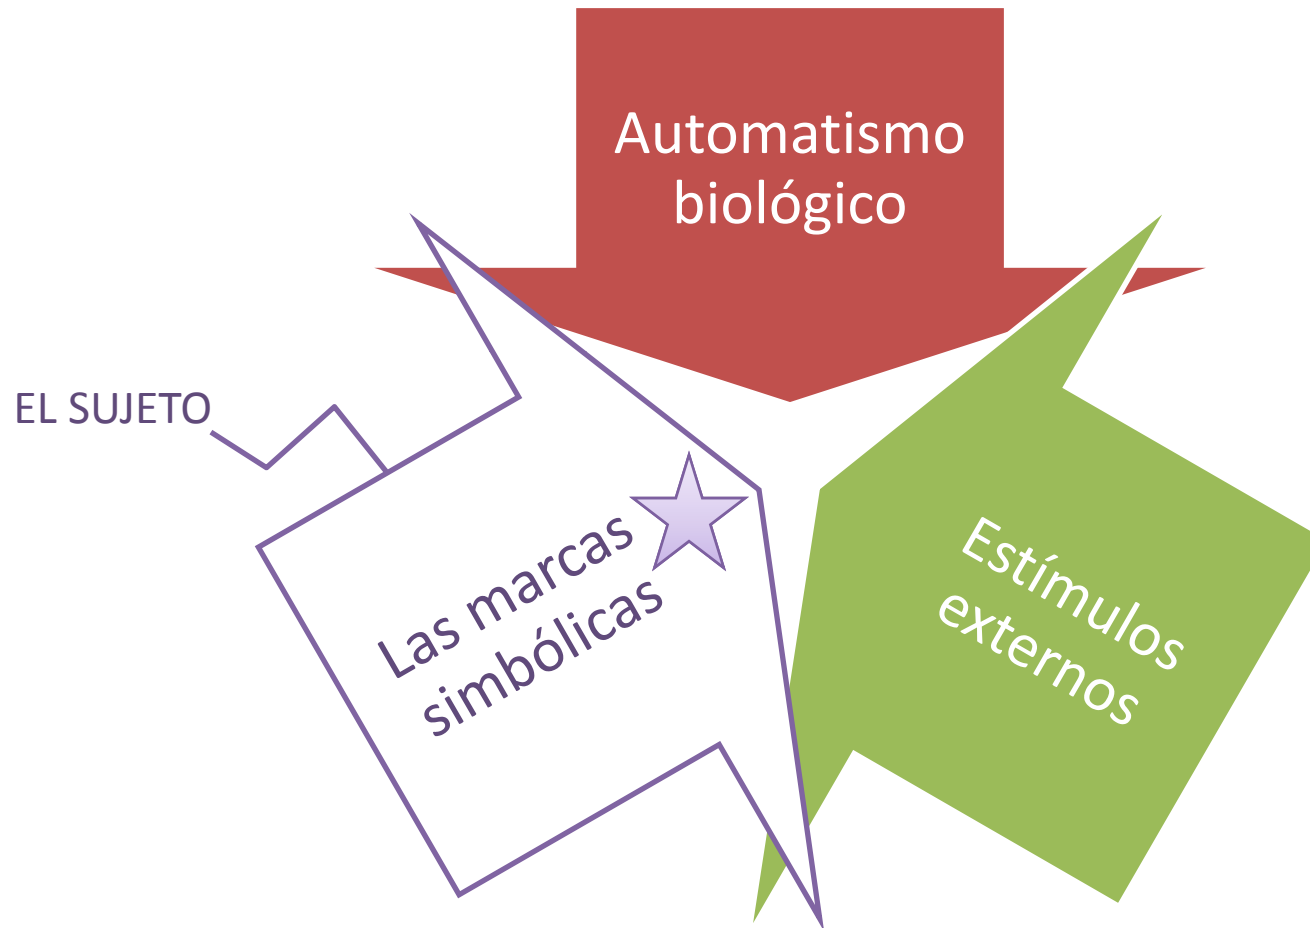 Automatismo
biológico
EL SUJETO
Las marcas
simbólicas
Estímulos
externos